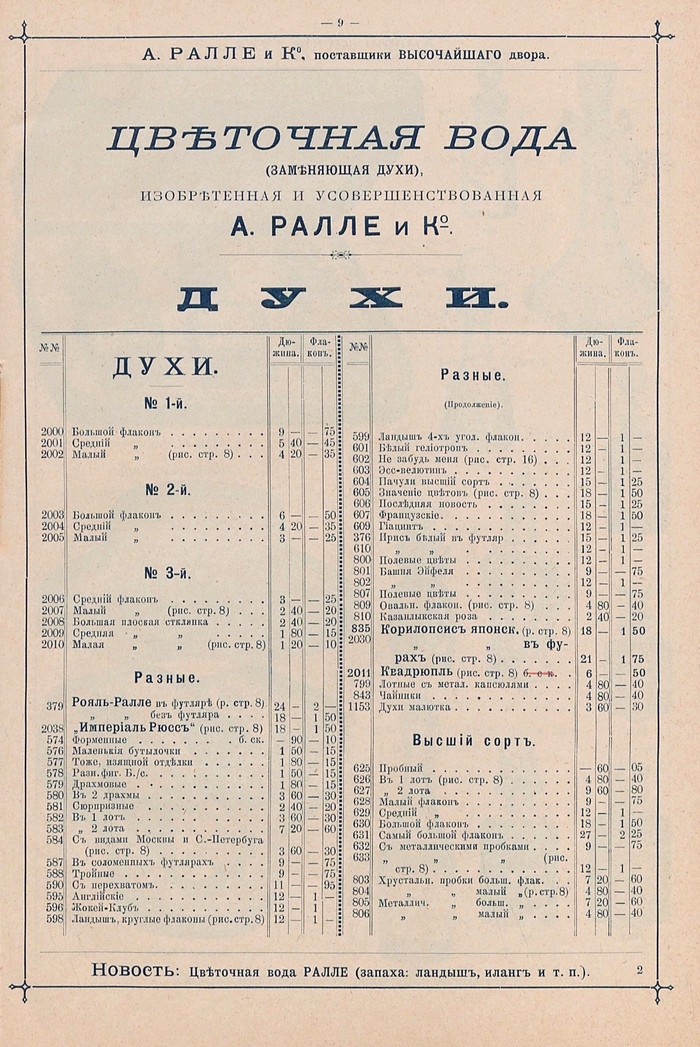 — 9 —
А. РАЛЛЕ и Кº, поставщики ВЫСОЧАЙШАГО двора.
ЦВѢТОЧНАЯ ВОДА
(ЗАМѢНЯЮЩАЯ ДУХИ),
ИЗОБРѢТЕННАЯ И УСОВЕРШЕНСТВОВАННАЯ
А. РАЛЛЕ и Кº.
ДУХИ.
№№ Дю- жина. Фла- конъ.
ДУХИ.
№ 1-й.
2000 Большой флаконъ . . . . . . . . 9 — — 75
2001 Средній „ . . . . . . . . 5 40 — 45
2002 Малый „ (рис. стр. 8) . . . 4 20 — 35
№ 2-й.
2003 Большой флаконъ . . . . . . . . 6 — — 50
2004 Средній „ . . . . . . . . 4 20 — 35
2005 Малый „ . . . . . . . . 3 — — 25
№ 3-й.
2006 Средній флаконъ . . . . . . . . 3 — — 25
2007 Малый „ (рис. стр. 8) . . . 2 40 — 20
2008 Большая плоская стклянка . . . . 2 40 — 20
2009 Средняя „ „ . . . . 1 80 — 15
2010 Малая „ „ (рис. стр. 8) 1 20 — 10
Разные.
379 Рояль-Ралле въ футлярѣ (р. стр. 8) 24 — 2 —
„ „ безъ футляра . . . . 18 — 1 50
2038 „Имперіаль Рюссъ“ (рис. стр. 8) 18 — 1 50
574 Форменные . . . . . . . б. ск. — 90 — 10
576 Маленькія бутылочки . . . . . . 1 50 — 15
577 Тоже, изящной отдѣлки . . . . . 1 80 — 15
578 Разн. фиг. Б./с. . . . . . . . 1 50 — 15
579 Драхмовые . . . . . . . . . 1 80 — 15
580 Въ 2 драхмы . . . . . . . . 3 60 — 30
581 Сюрпризные . . . . . . . . 2 40 — 20
582 Въ 1 лотъ . . . . . . . . . 3 60 — 30
583 „ 2 лота . . . . . . . . . 7 20 — 60
584 Съ видами Москвы и С.-Петербуга
(рис. стр. 8) . . . . . . . . 3 60 — 30
587 Въ соломенныхъ футлярахъ . . . . 9 — — 75
588 Тройные . . . . . . . . . . 9 — — 75
590 Съ перехватомъ. . . . . . . . 11 — — 95
595 Англійскіе . . . . . . . . . 12 — 1 —
596 Жокей-Клубъ . . . . . . . . 12 — 1 —
598 Ландышъ, круглые флаконы (рис. стр. 8) 12 — 1 —
№№ Дю- жина. Фла- конъ.
Разные.
(Продолженіе).
599 Ландышъ 4-хъ угол. флакон. . . . . 12 — 1 —
601 Бѣлый геліотропъ . . . . . . . 12 — 1 —
602 Не забудь меня (рис. стр. 16) . . . 12 — 1 —
603 Эсс-велютинъ . . . . . . . . 12 — 1 —
604 Пачули высшій сортъ . . . . . . 15 — 1 25
605 Значеніе цвѣтовъ (рис. стр. 8) . . . 18 — 1 50
606 Послѣдняя новость . . . . . . . 15 — 1 25
607 Французскіе . . . . . . . . . 18 — 1 50
609 Гіацинтъ . . . . . . . . . . 12 — 1 —
376 Ирисъ бѣлый въ футляр . . . . . 15 — 1 25
610 „ „ . . . . . . . . 12 — 1 —
800 Полевые цвѣты . . . . . . . . 12 — 1 —
801 Башня Эйфеля . . . . . . . . 9 — — 75
802 „ „ . . . . . . . . 12 — 1 —
807 Полевые цвѣты . . . . . . . . 9 — — 75
809 Овальн. флакон. (рис. стр. 8) . . . 4 80 — 40
810 Казанлыкская роза . . . . . . . 2 40 — 20
835 Корилопсисъ японск. (р. стр. 8) 18 — 1 50
2030 „ „ въ фу-
рахъ (рис. стр. 8) . . . . . . . 21 — 1 75
2011 Квадрюпль (рис. стр. 8) б. с к. . 6 — — 50
799 Лотные съ метал. капсюлями . . . . 4 80 — 40
843 Чайники . . . . . . . . . . 4 80 — 40
1153 Духи малютка . . . . . . . . 3 60 — 30
Высшій сортъ.
625 Пробный . . . . . . . . . . — 60 — 05
626 Въ 1 лотъ (рис. стр. 8) . . . . . 4 80 — 40
627 „ 2 лота . . . . . . . . . 9 60 — 80
628 Малый флаконъ . . . . . . . . 9 — — 75
629 Средній „ . . . . . . . . 12 — 1 —
630 Большой флаконъ . . . . . . . 18 — 1 50
631 Самый большой флаконъ . . . . . 27 — 2 25
632 Съ металлическими пробками . . . . 9 — — 75
633 „ „ „ (рис.
стр. 8) . . . . . . . . . . 12 — 1 —
803 Хрустальн. пробки больш. флак. . . . 7 20 — 60
804 „ „ малый „ (р. стр. 8) 4 80 — 40
805 Металлич. „ больш. „ . . . . 7 20 — 60
806 „ „ малый „ . . . . 4 80 — 40
Новость: Цвѣточная вода РАЛЛЕ (запаха: ландышъ, илангъ и т. п.). 2